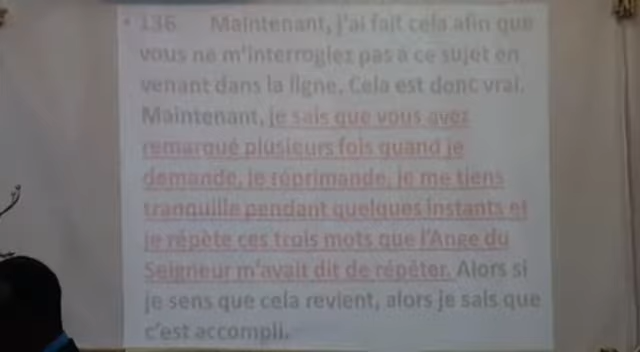 • 136 Maintenant, j'ai fait cela afin que
vous ne m'interrogiez pas à ce sujet en
venant dans la ligne. Cela est donc vrai.
Maintenant, je sais que vous avez
remarqué plusieurs fois quand je
demande, je réprimande, je me tiens
tranquille pendant quelques instants et
je répète ces trois mots que l'Ange du
Seigneur m'avait dit de répéter. Alors si
je sens que cela revient, alors je sais que
c'est accompli.